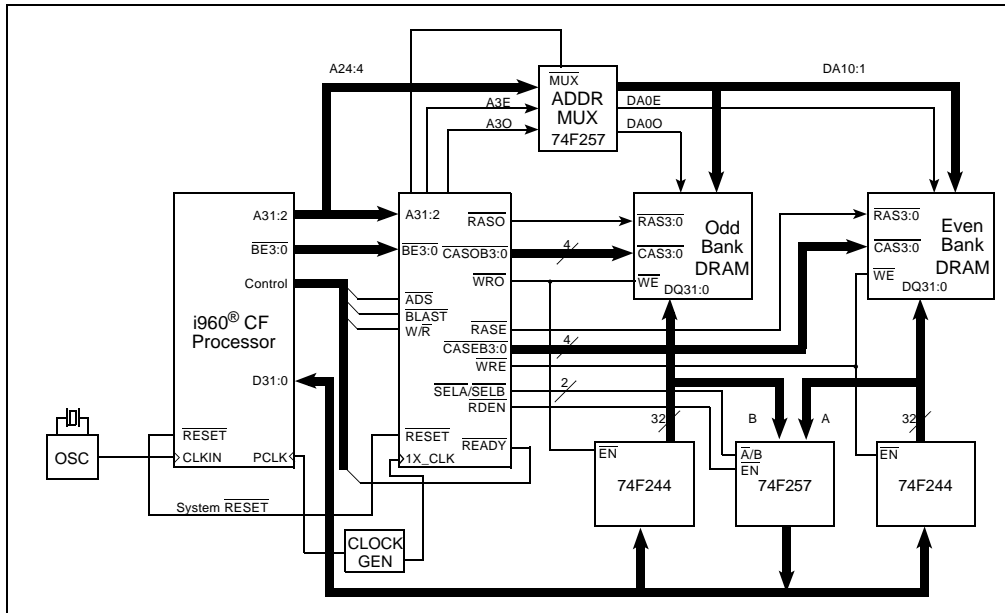 A24:4
DA10:1
MUX
ADDR
MUX
74F257
A3E
A3O
DA0E
DA0O
A31:2
BE3:0
Control
i960® CF
Processor
D31:0
RESET
CLKIN
PCLK
OSC
System RESET
CLOCK
GEN
A31:2
BE3:0
ADS
BLAST
W/R
RESET
1X_CLK
RASO
CASOB3:0
WRO
RASE
CASEB3:0
WRE
SELA/SELB
RDEN
READY
4
4
2
RAS3:0
CAS3:0
WE
DQ31:0
Odd
Bank
DRAM
RAS3:0
CAS3:0
WE
DQ31:0
Even
Bank
DRAM
32
B
A
32
EN
74F244
A/B
EN
74F257
EN
74F244